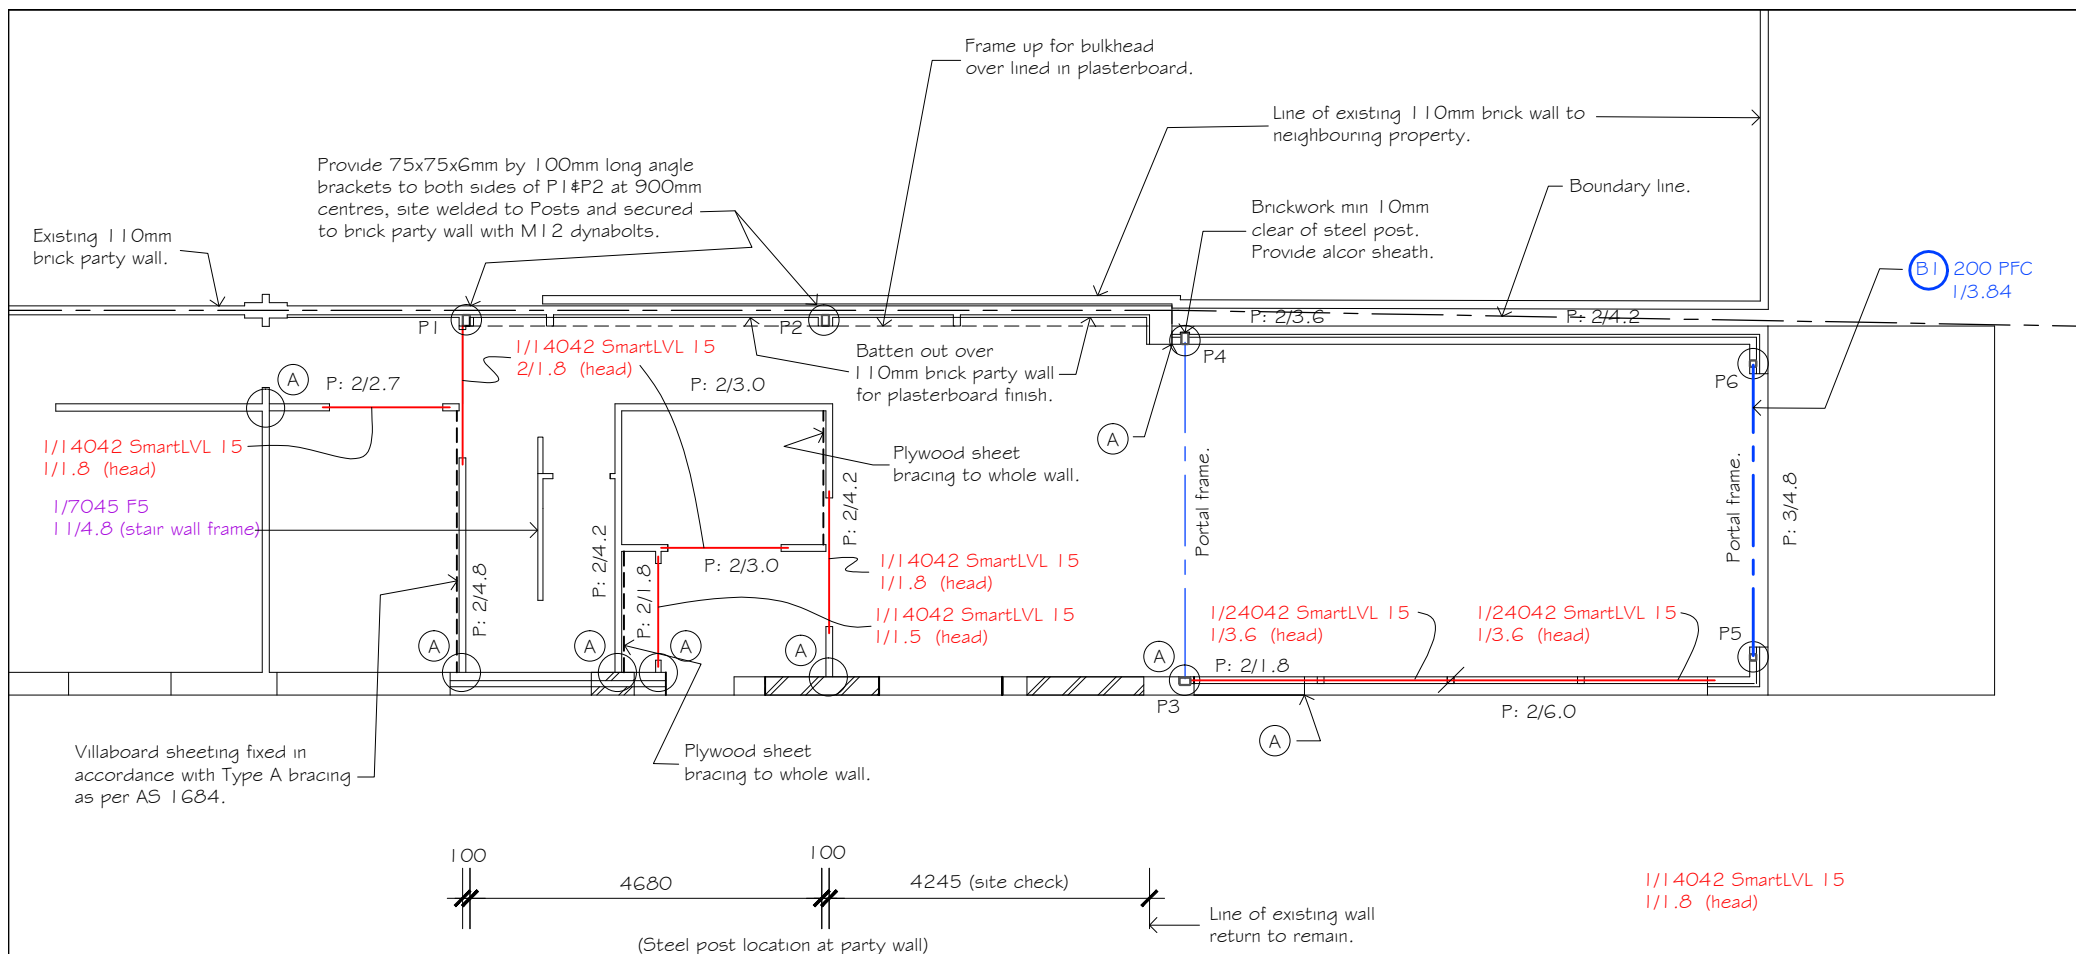 Frame up for bulkhead
over lined in plasterboard.
Line of existing 110mm brick wall to
neighbouring property.
Provide 75x75x6mm by 100mm long angle
brackets to both sides of P1&P2 at 900mm
centres, site welded to Posts and secured
to brick party wall with M12 dynabolts.
Boundary line.
Brickwork min 10mm
clear of steel post.
Provide alcor sheath.
Existing 110mm
brick party wall.
B1 200 PFC
1/3.84
P1
P2
P: 2/3.6
P: 2/4.2
1/14042 SmartLVL 15
2/1.8 (head)
Batten out over
110mm brick party wall
for plasterboard finish.
P4
P6
A
P: 2/2.7
P: 2/3.0
A
1/14042 SmartLVL 15
1/1.8 (head)
Plywood sheet
bracing to whole wall.
1/7045 F5
11/4.8 (stair wall frame)
P: 2/4.2
Portal frame.
Portal frame.
P: 3/4.8
P: 2/4.8
P: 2/4.2
P: 2/1.8
P: 2/3.0
1/14042 SmartLVL 15
1/1.8 (head)
1/14042 SmartLVL 15
1/1.5 (head)
1/24042 SmartLVL 15
1/3.6 (head)
1/24042 SmartLVL 15
1/3.6 (head)
P5
A
A
A
A
P: 2/1.8
P3
P: 2/6.0
A
Villaboard sheeting fixed in
accordance with Type A bracing
as per AS 1684.
Plywood sheet
bracing to whole wall.
100
4680
100
4245 (site check)
(Steel post location at party wall)
Line of existing wall
return to remain.
1/14042 SmartLVL 15
1/1.8 (head)